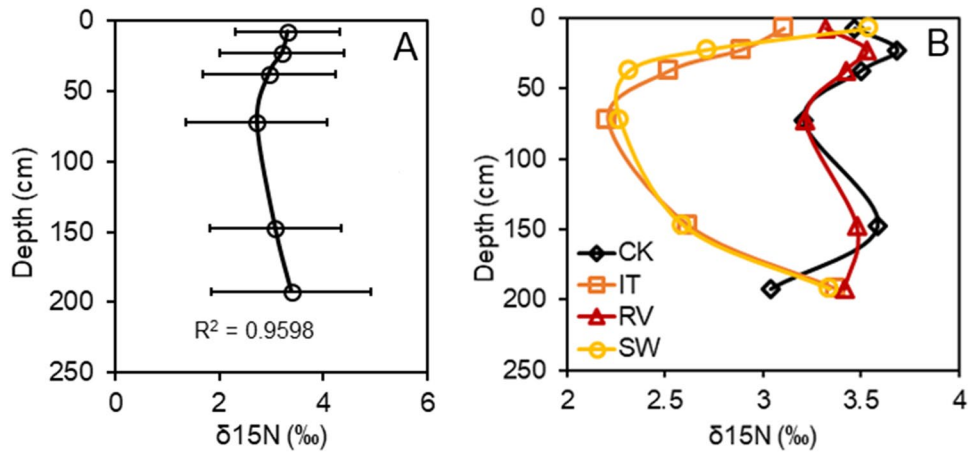 A
0
50
100
150
200
250
Depth (cm)
R² = 0.9598
0 2 4 6
δ15N (‰)
B
0
50
100
150
200
250
Depth (cm)
CK
IT
RV
SW
2 2.5 3 3.5 4
δ15N (‰)